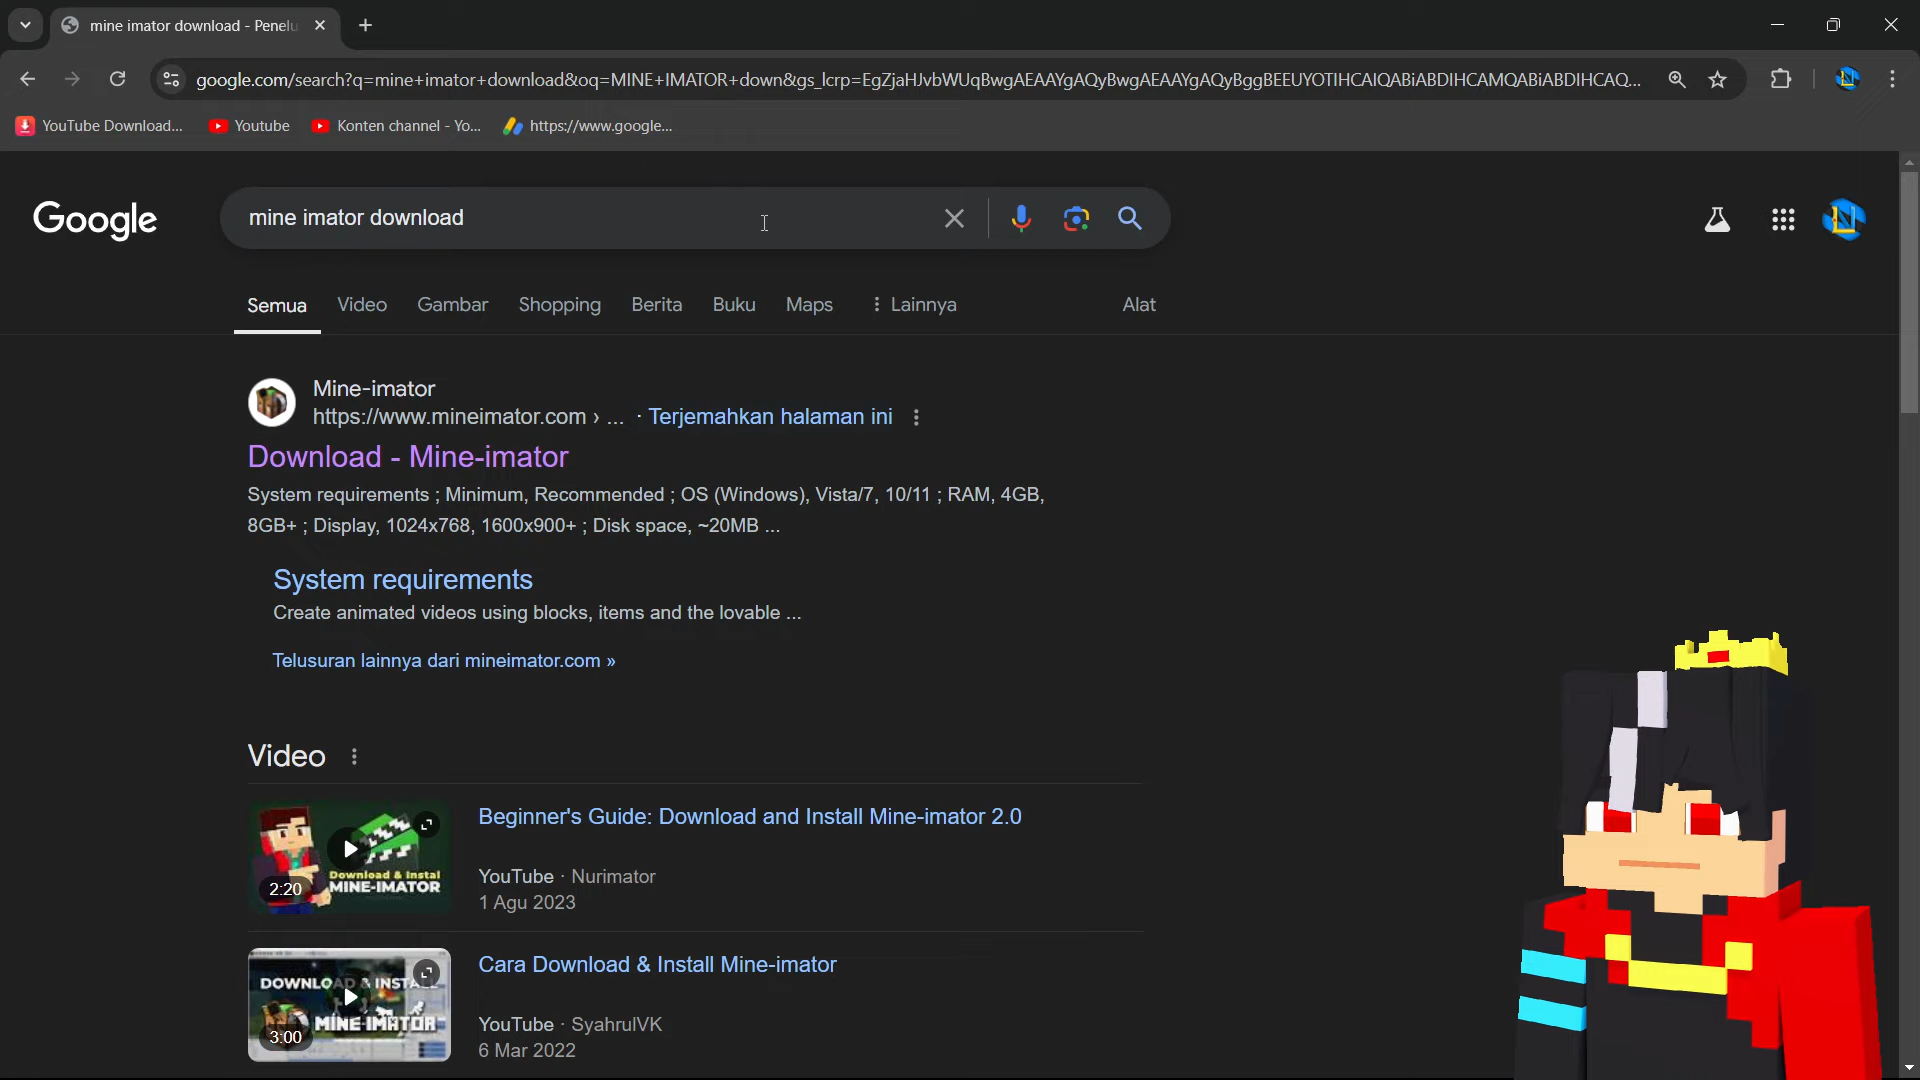 mine imator download - Penelu
google.com/search?q=mine+imator+download&oq=MINE+IMATOR+down&gs_lcrp=EgZjaHJvbWUqBwgAEAAYgAQyBwgAEAAYgAQyBggBEEUYOTIHCAIQABiABDIHCAMQABiABDIHCAQ...
YouTube Download...
Youtube
Konten channel - Yo...
https://www.google...
Google
mine imator download
Semua
Video
Gambar
Shopping
Berita
Buku
Maps
Lainnya
Alat
Mine-imator
https://www.mineimator.com › ... · Terjemahkan halaman ini
Download - Mine-imator
System requirements ; Minimum, Recommended ; OS (Windows), Vista/7, 10/11 ; RAM, 4GB,
8GB+ ; Display, 1024x768, 1600x900+ ; Disk space, ~20MB ...
System requirements
Create animated videos using blocks, items and the lovable ...
Telusuran lainnya dari mineimator.com »
Video
Download & Instal
MINE-IMATOR
2:20
Beginner's Guide: Download and Install Mine-imator 2.0
YouTube · Nurimator
1 Agu 2023
DOWNLOAD & INSTALL
MINE-IMATOR
3:00
Cara Download & Install Mine-imator
YouTube · SyahrulVK
6 Mar 2022